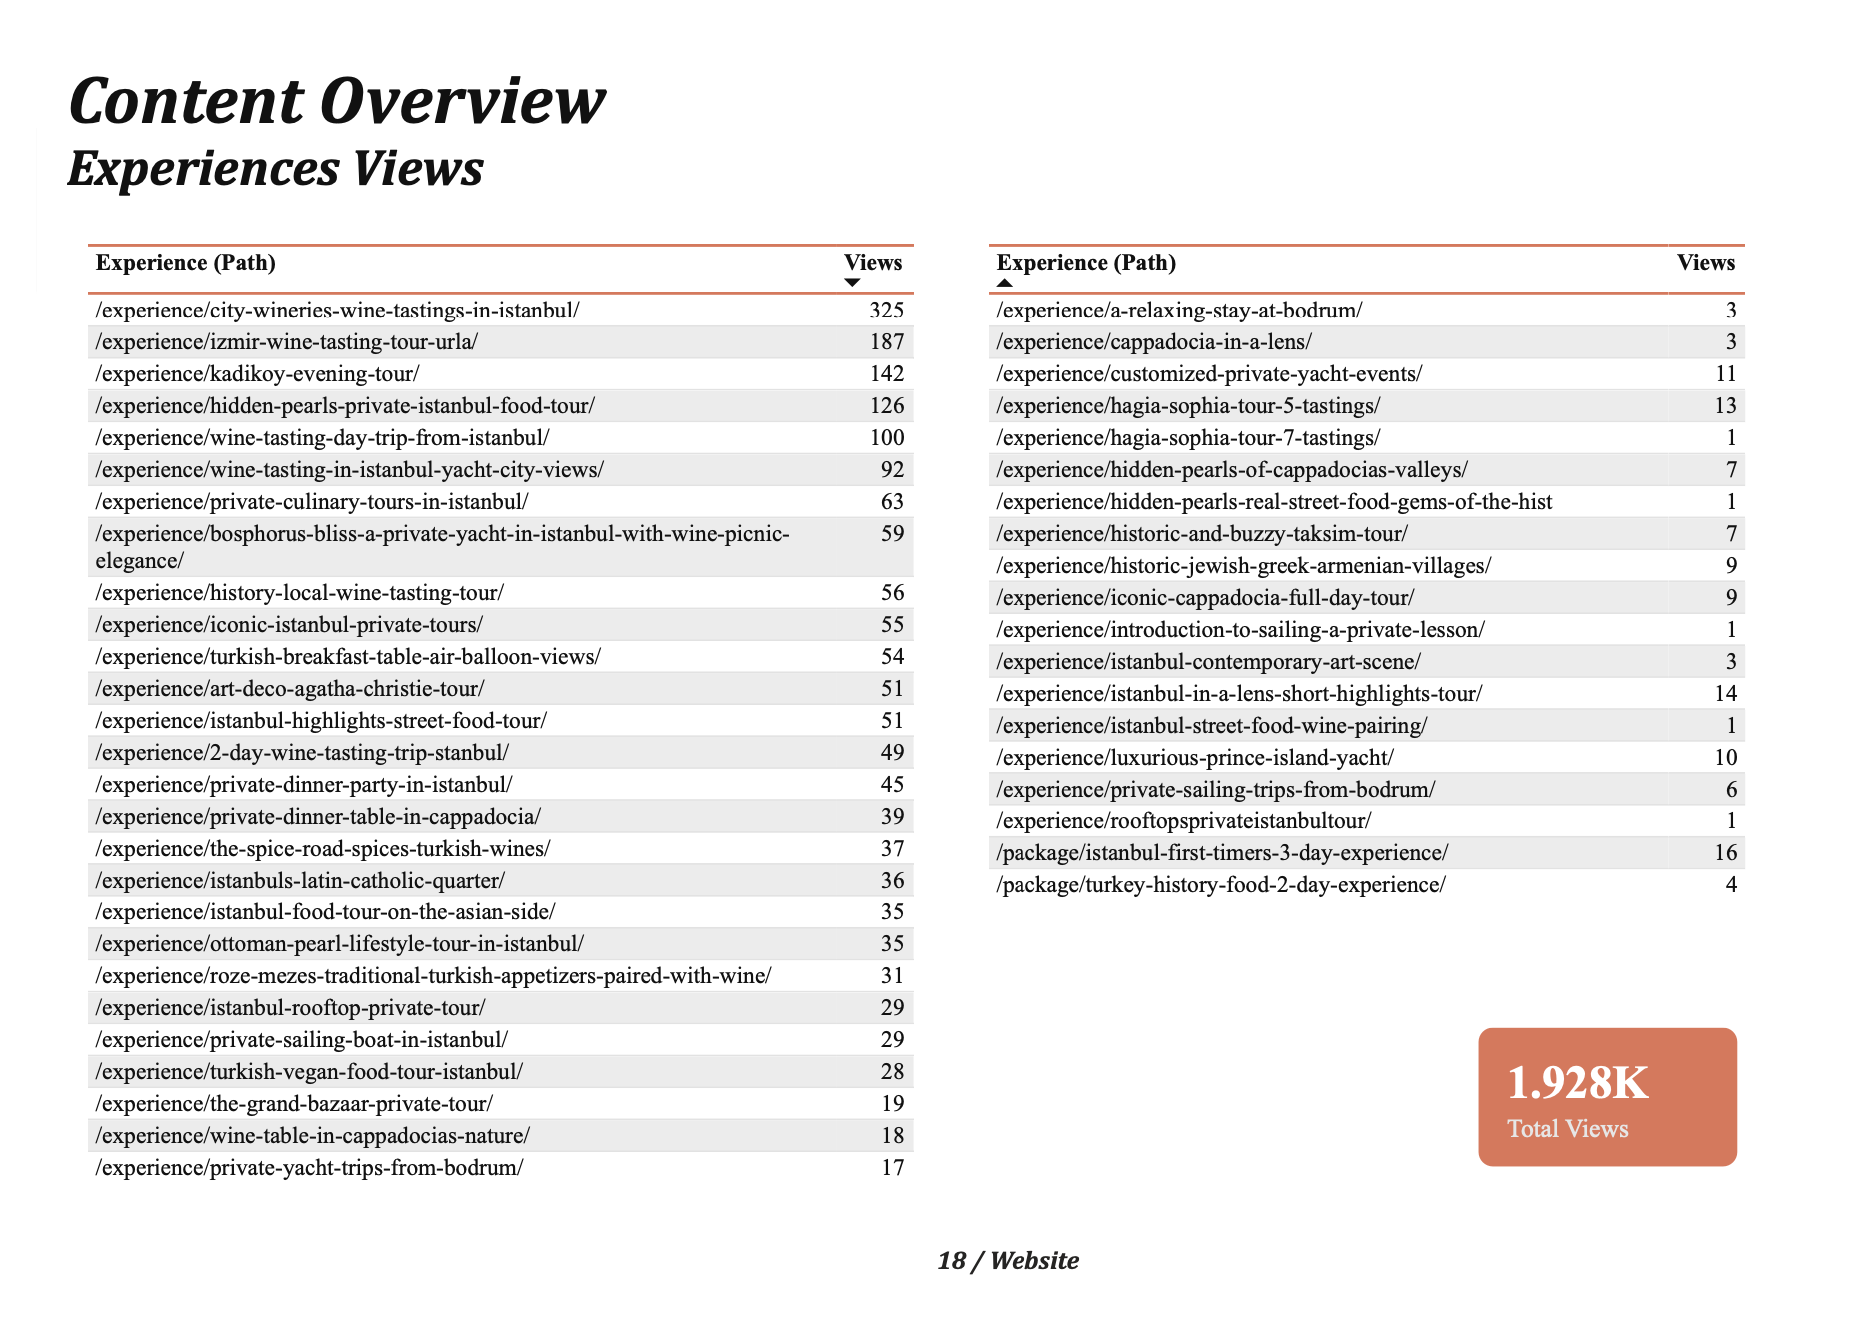 Content Overview
Experiences Views
Experience (Path) Views
/experience/city-wineries-wine-tastings-in-istanbul/ 325
/experience/izmir-wine-tasting-tour-urla/ 187
/experience/kadikoy-evening-tour/ 142
/experience/hidden-pearls-private-istanbul-food-tour/ 126
/experience/wine-tasting-day-trip-from-istanbul/ 100
/experience/wine-tasting-in-istanbul-yacht-city-views/ 92
/experience/private-culinary-tours-in-istanbul/ 63
/experience/bosphorus-bliss-a-private-yacht-in-istanbul-with-wine-picnic- 59
elegance/
/experience/history-local-wine-tasting-tour/ 56
/experience/iconic-istanbul-private-tours/ 55
/experience/turkish-breakfast-table-air-balloon-views/ 54
/experience/art-deco-agatha-christie-tour/ 51
/experience/istanbul-highlights-street-food-tour/ 51
/experience/2-day-wine-tasting-trip-stanbul/ 49
/experience/private-dinner-party-in-istanbul/ 45
/experience/private-dinner-table-in-cappadocia/ 39
/experience/the-spice-road-spices-turkish-wines/ 37
/experience/istanbuls-latin-catholic-quarter/ 36
/experience/istanbul-food-tour-on-the-asian-side/ 35
/experience/ottoman-pearl-lifestyle-tour-in-istanbul/ 35
/experience/roze-mezes-traditional-turkish-appetizers-paired-with-wine/ 31
/experience/istanbul-rooftop-private-tour/ 29
/experience/private-sailing-boat-in-istanbul/ 29
/experience/turkish-vegan-food-tour-istanbul/ 28
/experience/the-grand-bazaar-private-tour/ 19
/experience/wine-table-in-cappadocias-nature/ 18
/experience/private-yacht-trips-from-bodrum/ 17
Experience (Path) Views
/experience/a-relaxing-stay-at-bodrum/ 3
/experience/cappadocia-in-a-lens/ 3
/experience/customized-private-yacht-events/ 11
/experience/hagia-sophia-tour-5-tastings/ 13
/experience/hagia-sophia-tour-7-tastings/ 1
/experience/hidden-pearls-of-cappadocias-valleys/ 7
/experience/hidden-pearls-real-street-food-gems-of-the-hist 1
/experience/historic-and-buzzy-taksim-tour/ 7
/experience/historic-jewish-greek-armenian-villages/ 9
/experience/iconic-cappadocia-full-day-tour/ 9
/experience/introduction-to-sailing-a-private-lesson/ 1
/experience/istanbul-contemporary-art-scene/ 3
/experience/istanbul-in-a-lens-short-highlights-tour/ 14
/experience/istanbul-street-food-wine-pairing/ 1
/experience/luxurious-prince-island-yacht/ 10
/experience/private-sailing-trips-from-bodrum/ 6
/experience/rooftopsprivateistanbultour/ 1
/package/istanbul-first-timers-3-day-experience/ 16
/package/turkey-history-food-2-day-experience/ 4
1.928K
Total Views
18 / Website